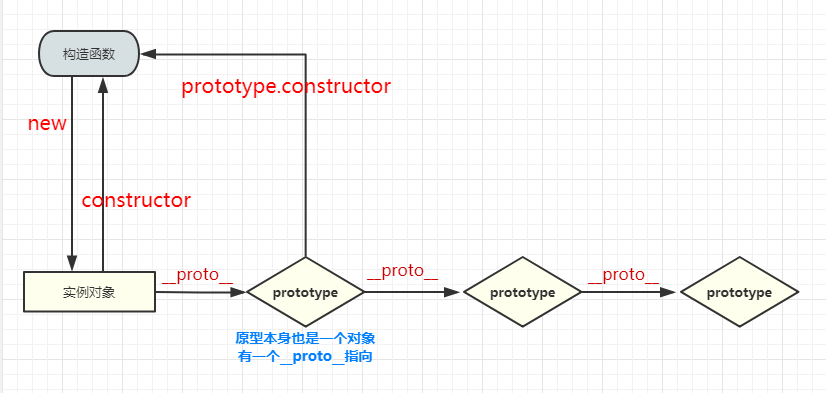 构造函数
prototype.constructor
new
constructor
实例对象
__proto__
prototype
__proto__
prototype
__proto__
prototype
原型本身也是一个对象
有一个__proto__指向